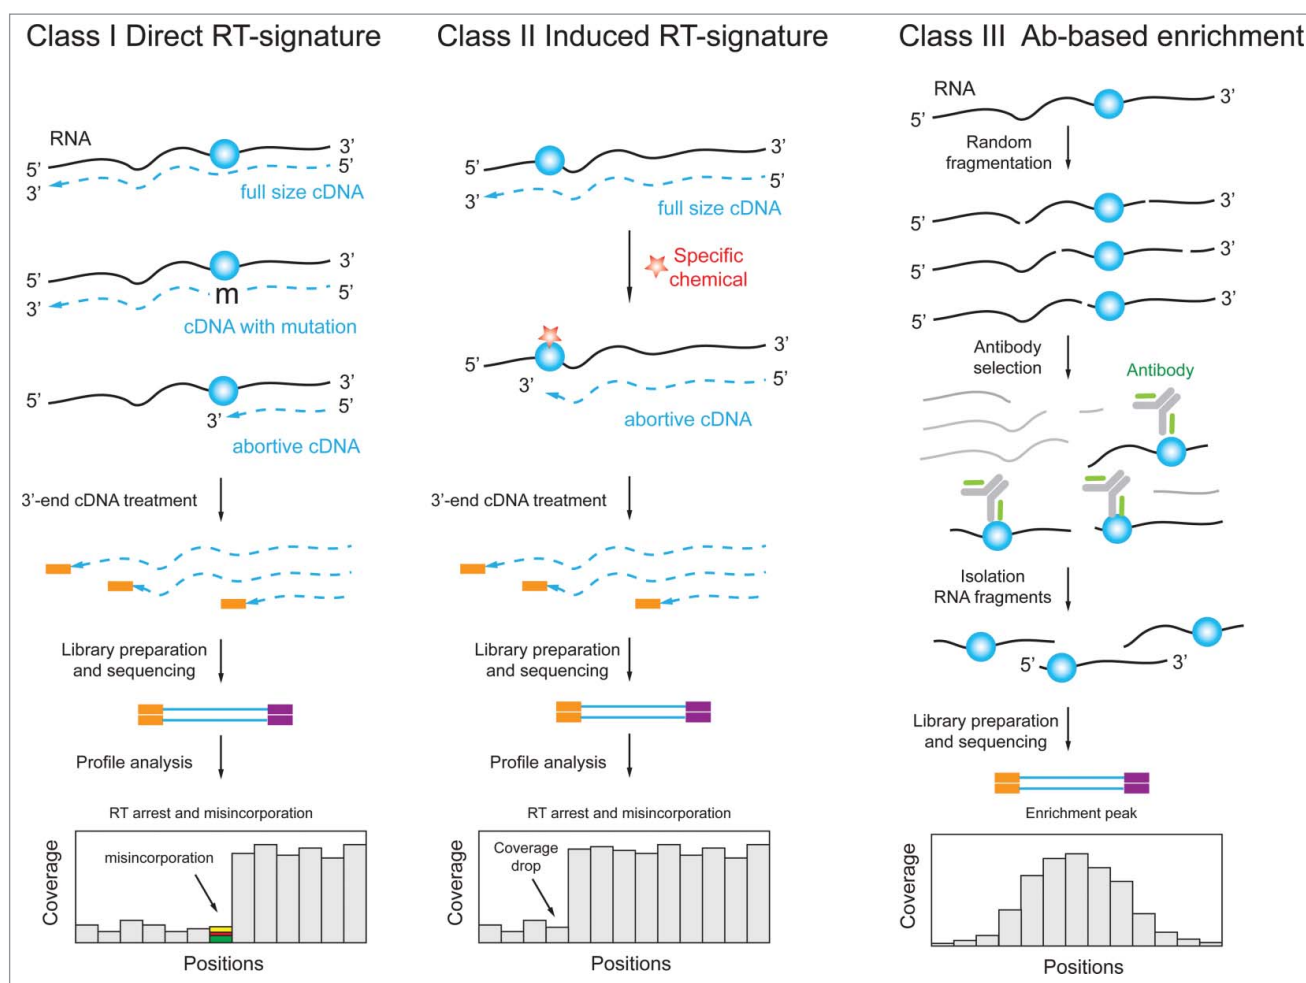 Class I Direct RT-signature
RNA
3’
5’
5’
3’
full size cDNA
3’
5’
m
5’
3’
cDNA with mutation
3’
5’
3’
5’
abortive cDNA
3’-end cDNA treatment
Library preparation
and sequencing
Profile analysis
RT arrest and misincorporation
misincorporation
Coverage
Positions
Class II Induced RT-signature
3’
5’
5’
3’
full size cDNA
Specific
chemical
3’
5’
3’
5’
abortive cDNA
3’-end cDNA treatment
Library preparation
and sequencing
Profile analysis
RT arrest and misincorporation
Coverage
drop
Coverage
Positions
Class III Ab-based enrichment
RNA
3’
5’
Random
fragmentation
3’
5’
3’
5’
3’
5’
Antibody
selection
Antibody
Isolation
RNA fragments
5’
3’
Library preparation
and sequencing
Enrichment peak
Coverage
Positions